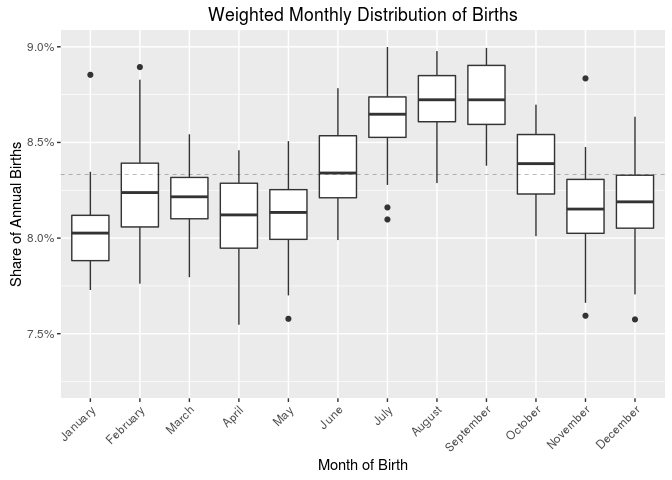 Weighted Monthly Distribution of Births
Share of Annual Births
9.0%
8.5%
8.0%
7.5%
January
February
March
April
May
June
July
August
September
October
November
December
Month of Birth